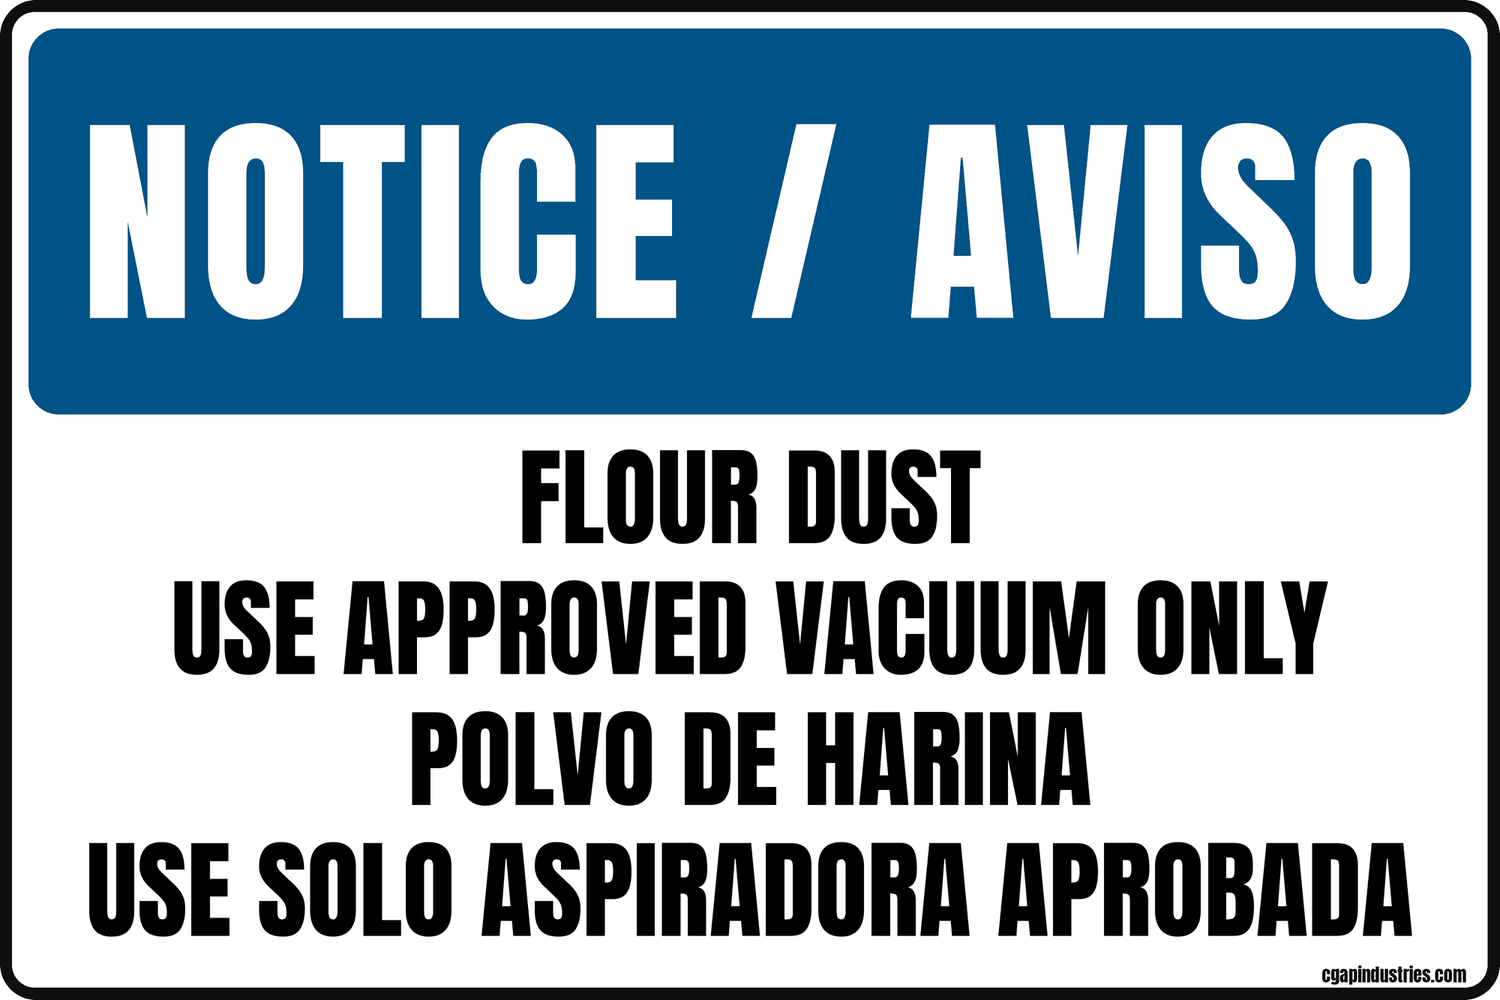 NOTICE / AVISO
FLOUR DUST
USE APPROVED VACUUM ONLY
POLVO DE HARINA
USE SOLO ASPIRADORA APROBADA
cgapindustries.com